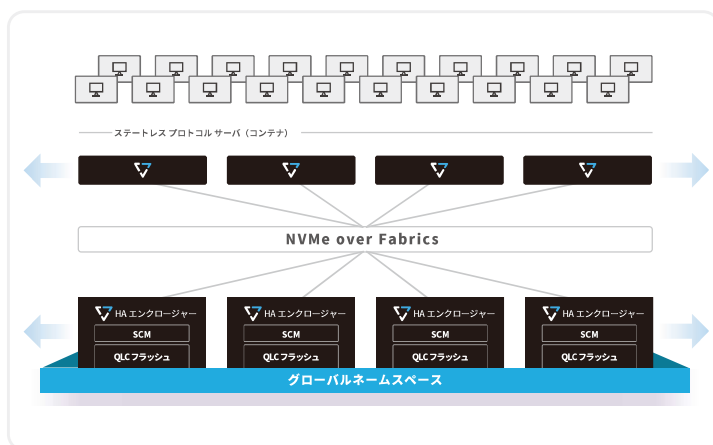 ステートレス プロトコル サーバ（コンテナ）
NVMe over Fabrics
HA エンクロージャー
SCM
QLC フラッシュ
HA エンクロージャー
SCM
QLC フラッシュ
HA エンクロージャー
SCM
QLC フラッシュ
HA エンクロージャー
SCM
QLC フラッシュ
グローバルネームスペース